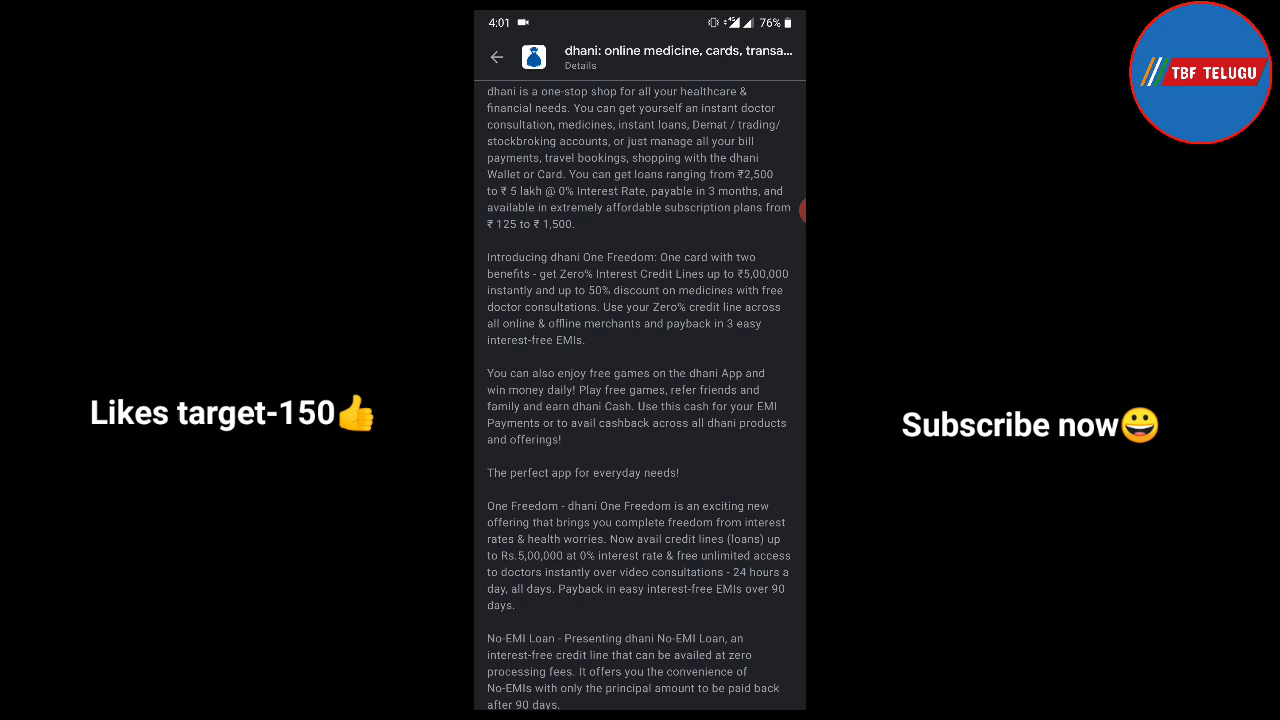 4:01
4G
76%
dhani: online medicine, cards, transa...
Details
TBF TELUGU
dhani is a one-stop shop for all your healthcare &
financial needs. You can get yourself an instant doctor
consultation, medicines, instant loans, Demat / trading/
stockbroking accounts, or just manage all your bill
payments, travel bookings, shopping with the dhani
Wallet or Card. You can get loans ranging from ₹2,500
to ₹ 5 lakh @ 0% Interest Rate, payable in 3 months, and
available in extremely affordable subscription plans from
₹ 125 to ₹ 1,500.
Introducing dhani One Freedom: One card with two
benefits - get Zero% Interest Credit Lines up to ₹5,00,000
instantly and up to 50% discount on medicines with free
doctor consultations. Use your Zero% credit line across
all online & offline merchants and payback in 3 easy
interest-free EMIs.
You can also enjoy free games on the dhani App and
win money daily! Play free games, refer friends and
family and earn dhani Cash. Use this cash for your EMI
Payments or to avail cashback across all dhani products
and offerings!
Likes target-150👍
Subscribe now😀
The perfect app for everyday needs!
One Freedom - dhani One Freedom is an exciting new
offering that brings you complete freedom from interest
rates & health worries. Now avail credit lines (loans) up
to Rs.5,00,000 at 0% interest rate & free unlimited access
to doctors instantly over video consultations - 24 hours a
day, all days. Payback in easy interest-free EMIs over 90
days.
No-EMI Loan - Presenting dhani No-EMI Loan, an
interest-free credit line that can be availed at zero
processing fees. It offers you the convenience of
No-EMIs with only the principal amount to be paid back
after 90 days.